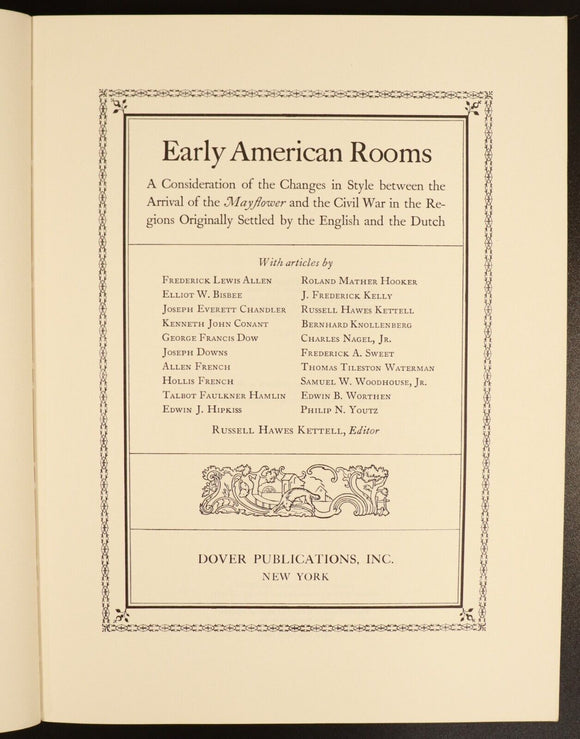 Early American Rooms
A Consideration of the Changes in Style between the
Arrival of the Mayflower and the Civil War in the Re-
gions Originally Settled by the English and the Dutch
With articles by
Frederick Lewis Allen
Elliot W. Bisbee
Joseph Everett Chandler
Kenneth John Conant
George Francis Dow
Joseph Downs
Allen French
Hollis French
Talbot Faulkner Hamlin
Edwin J. Hipkiss
Roland Mather Hooker
J. Frederick Kelly
Russell Hawes Kettell
Bernhard Knollenberg
Charles Nagel, Jr.
Frederick A. Sweet
Thomas Tileston Waterman
Samuel W. Woodhouse, Jr.
Edwin B. Worthen
Philip N. Youtz
Russell Hawes Kettell, Editor
DOVER PUBLICATIONS, INC.
NEW YORK